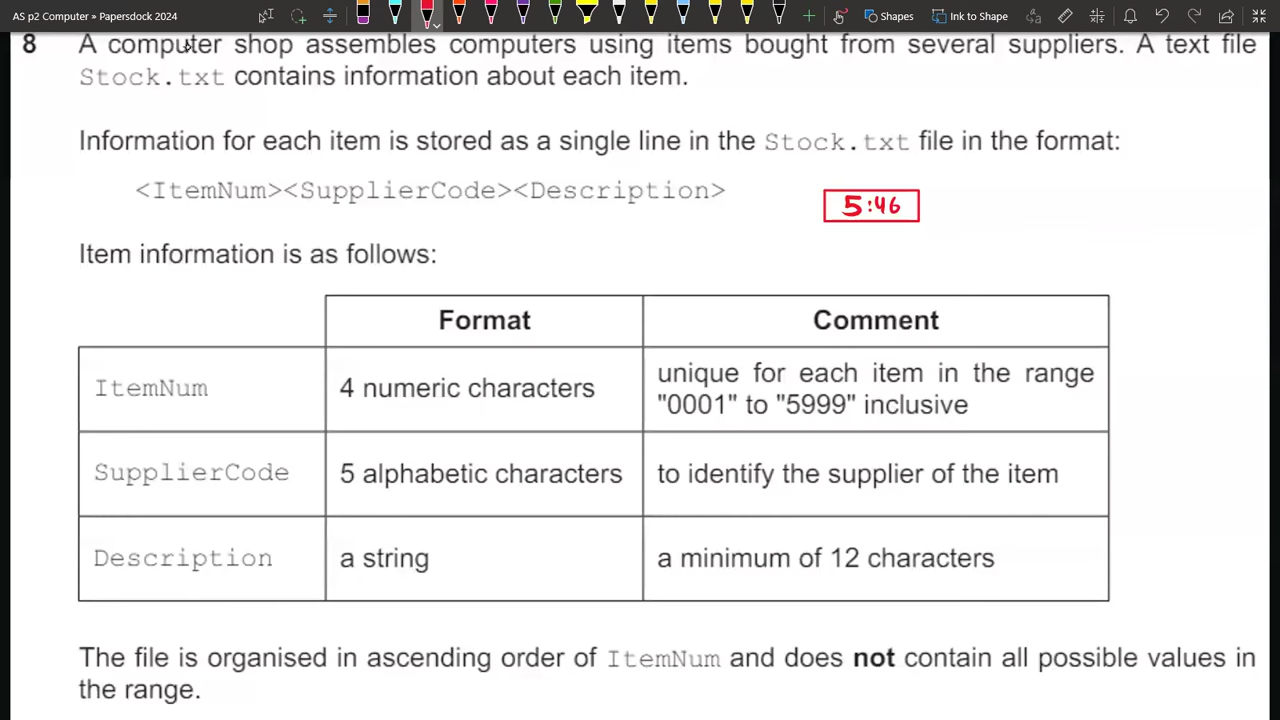 AS p2 Computer » Papersdock 2024
Shapes
Ink to Shape
8 A computer shop assembles computers using items bought from several suppliers. A text file
Stock.txt contains information about each item.
Information for each item is stored as a single line in the Stock.txt file in the format:
<ItemNum><SupplierCode><Description>
5:46
Item information is as follows:
Format Comment
ItemNum 4 numeric characters unique for each item in the range
"0001" to "5999" inclusive
SupplierCode 5 alphabetic characters to identify the supplier of the item
Description a string a minimum of 12 characters
The file is organised in ascending order of ItemNum and does not contain all possible values in
the range.